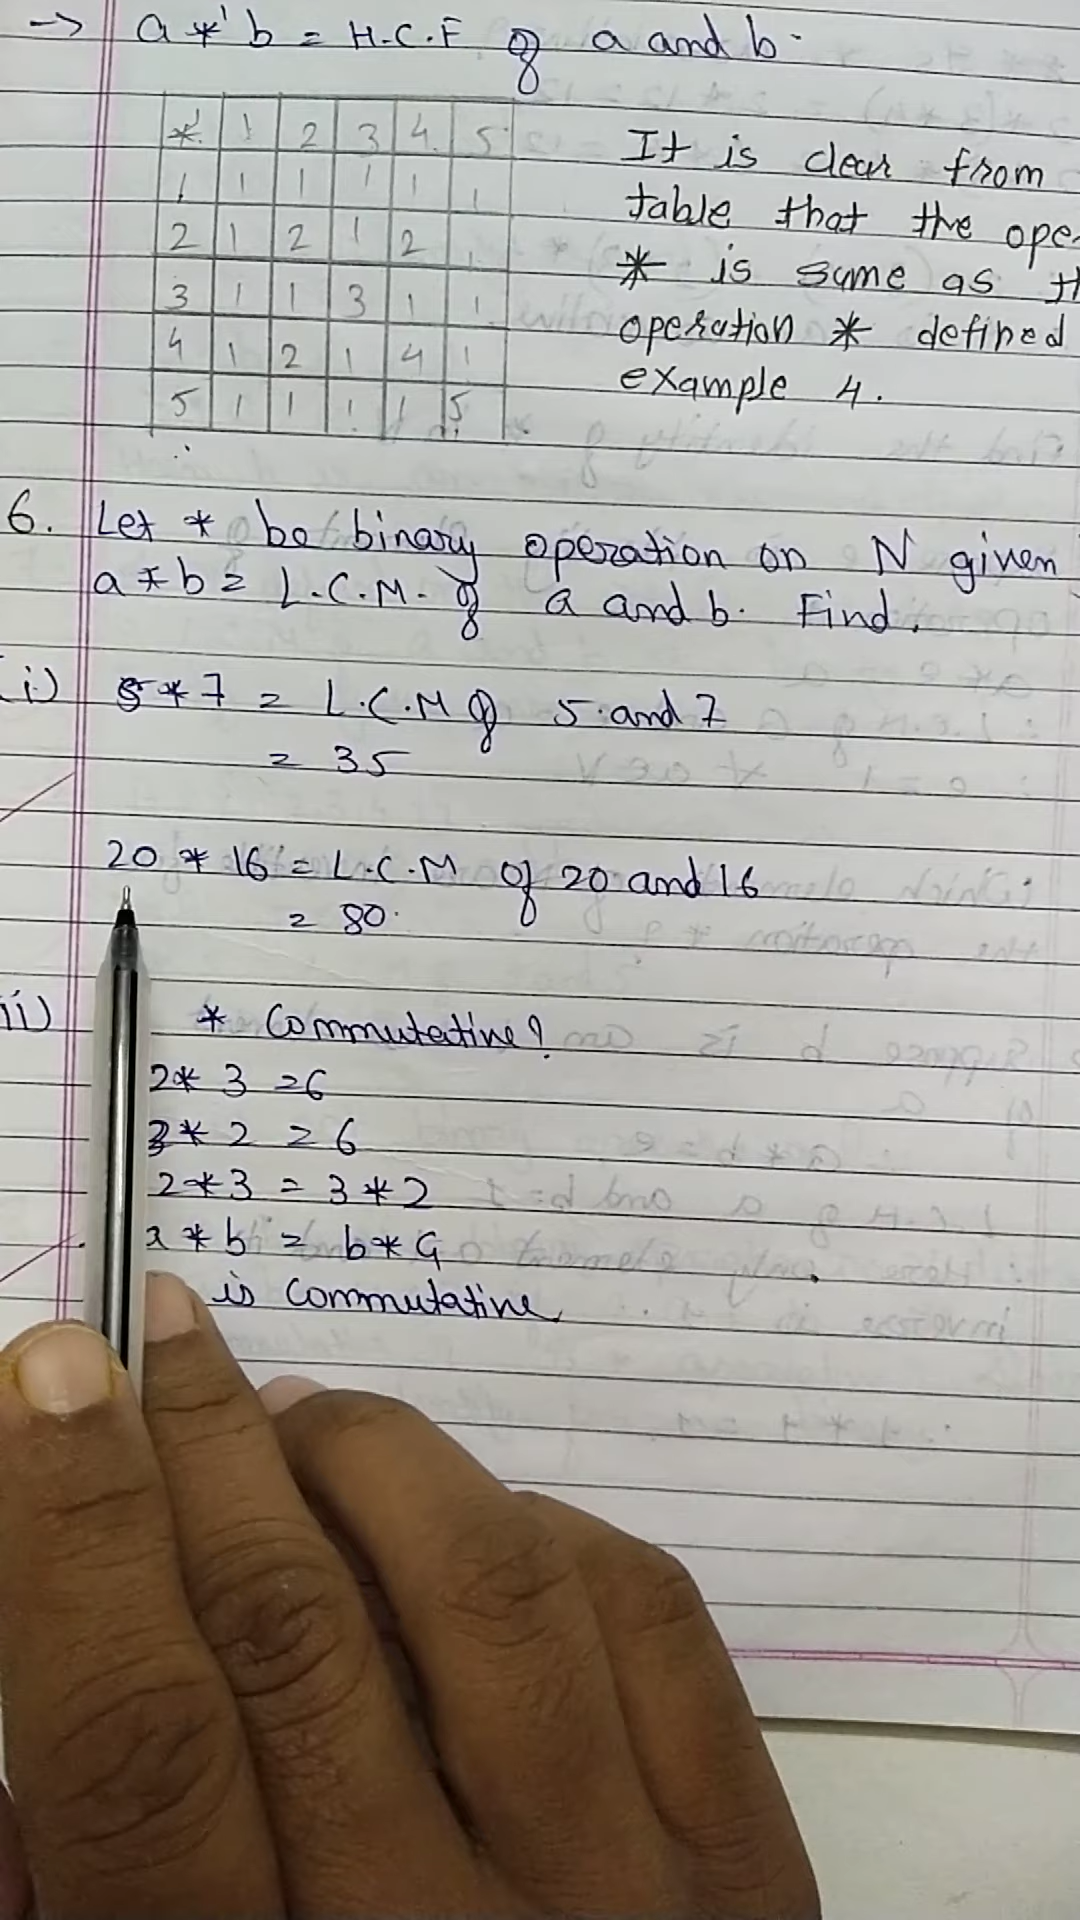 -> a *' b = H.C.F of a and b.
*' 1 2 3 4 5
1 1 1 1 1 1
2 1 2 1 2 1
3 1 1 3 1 1
4 1 2 1 4 1
5 1 1 1 1 5
It is clear from
table that the ope
* is same as th
operation * defined
example 4.
6. Let * be binary operation on N given
a * b = L.C.M. of a and b. Find.
i) 5 * 7 = L.C.M of 5 and 7
= 35
20 * 16 = L.C.M of 20 and 16
= 80.
ii) * Commutative?
2 * 3 = 6
3 * 2 = 6
2 * 3 = 3 * 2
a * b = b * a
is commutative.